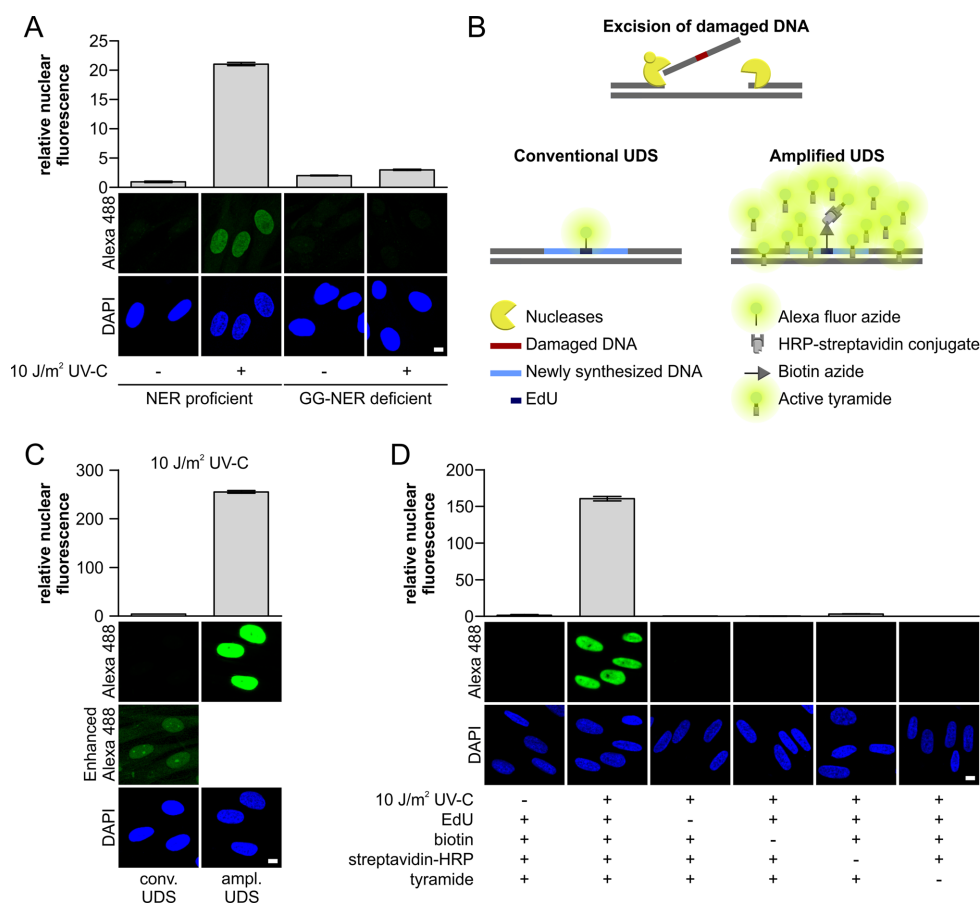 A
relative nuclear
fluorescence
25
20
15
10
5
0
Alexa 488
DAPI
10 J/m² UV-C
- + - +
NER proficient GG-NER deficient
B
Excision of damaged DNA
Conventional UDS Amplified UDS
Nucleases
Damaged DNA
Newly synthesized DNA
EdU
Alexa fluor azide
HRP-streptavidin conjugate
Biotin azide
Active tyramide
C
10 J/m² UV-C
relative nuclear
fluorescence
300
200
100
0
Alexa 488
Enhanced
Alexa 488
DAPI
conv.
UDS
ampl.
UDS
D
relative nuclear
fluorescence
200
150
100
50
0
Alexa 488
DAPI
10 J/m² UV-C - + + + + +
EdU + + - + + +
biotin + + + - + +
streptavidin-HRP + + + + - +
tyramide + + + + + -